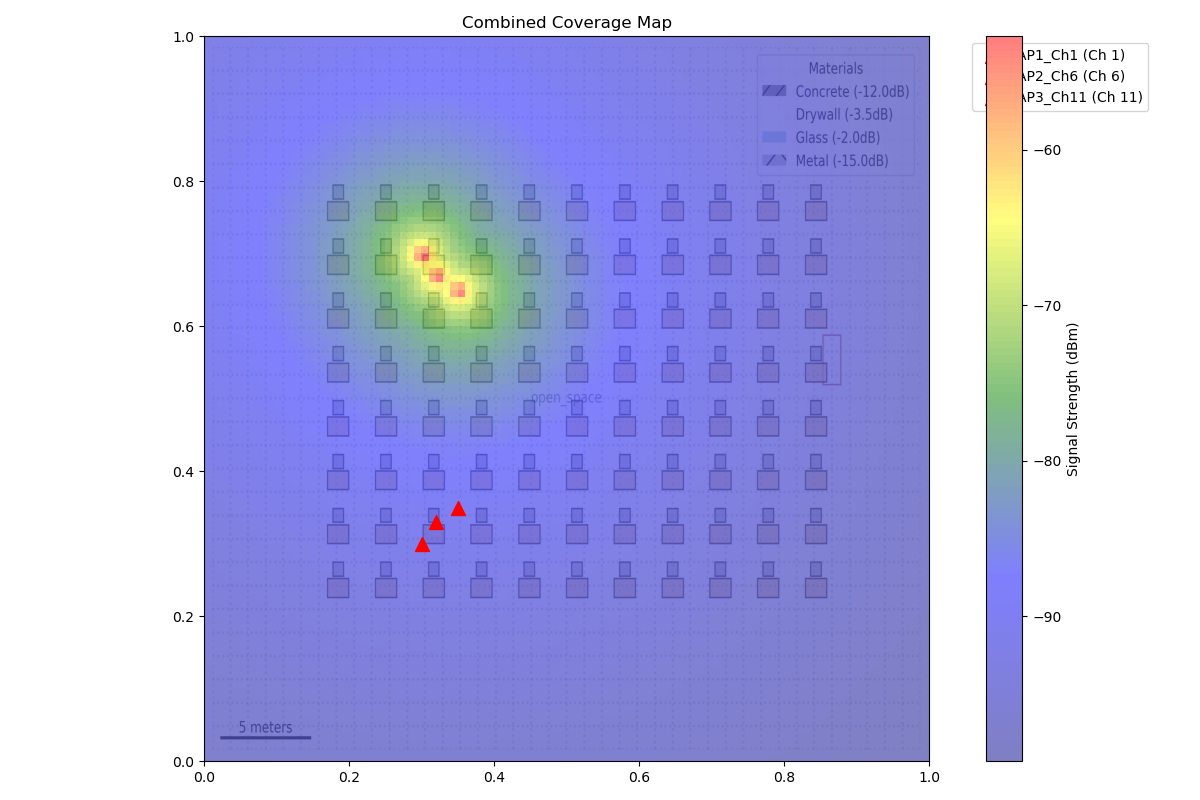 Combined Coverage Map
1.0
0.8
0.6
0.4
0.2
0.0
0.0
0.2
0.4
0.6
0.8
1.0
Materials
Concrete (-12.0dB)
Drywall (-3.5dB)
Glass (-2.0dB)
Metal (-15.0dB)
open_space
5 meters
AP1_Ch1 (Ch 1)
AP2_Ch6 (Ch 6)
AP3_Ch11 (Ch 11)
−60
−70
−80
−90
Signal Strength (dBm)